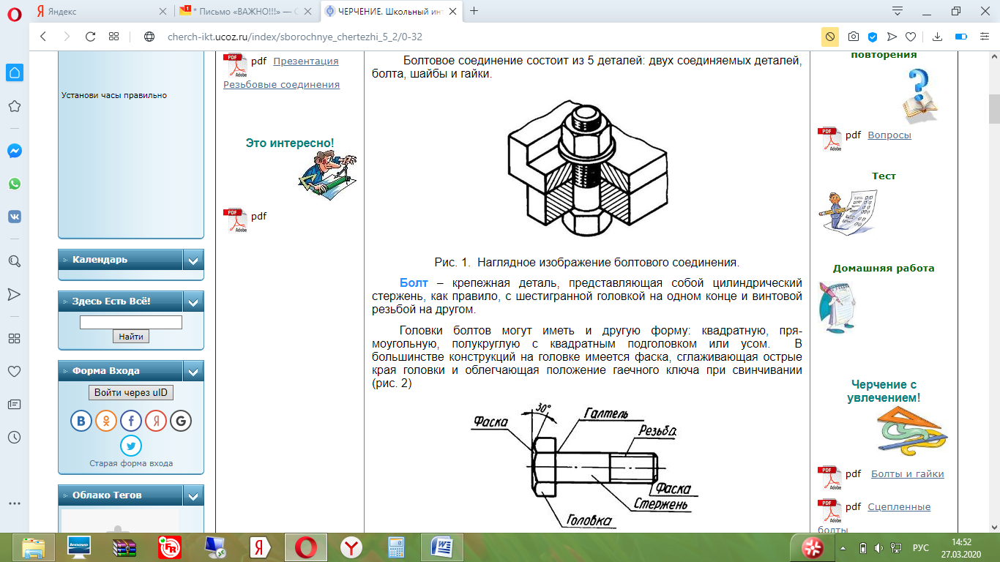 Яндекс
* Письмо «ВАЖНО!!!» — С
ЧЕРЧЕНИЕ. Школьный инт
cherch-ikt.ucoz.ru/index/sborochnye_chertezhi_5_2/0-32
Установи часы правильно
Календарь
Здесь Есть Всё!
Найти
Форма Входа
Войти через uID
Старая форма входа
Облако Тегов
pdf Презентация
Резьбовые соединения
Это интересно!
pdf
Болтовое соединение состоит из 5 деталей: двух соединяемых деталей,
болта, шайбы и гайки.
Рис. 1. Наглядное изображение болтового соединения.
Болт – крепежная деталь, представляющая собой цилиндрический
стержень, как правило, с шестигранной головкой на одном конце и винтовой
резьбой на другом.
Головки болтов могут иметь и другую форму: квадратную, пря-
моугольную, полукруглую с квадратным подголовком или усом. В
большинстве конструкций на головке имеется фаска, сглаживающая острые
края головки и облегчающая положение гаечного ключа при свинчивании
(рис. 2)
30°
Фаска
Галтель
Резьба
Фаска
Стержень
Головка
повторения
pdf Вопросы
Тест
Домашняя работа
Черчение с
увлечением!
pdf Болты и гайки
pdf Сцепленные
болты
РУС
14:52
27.03.2020